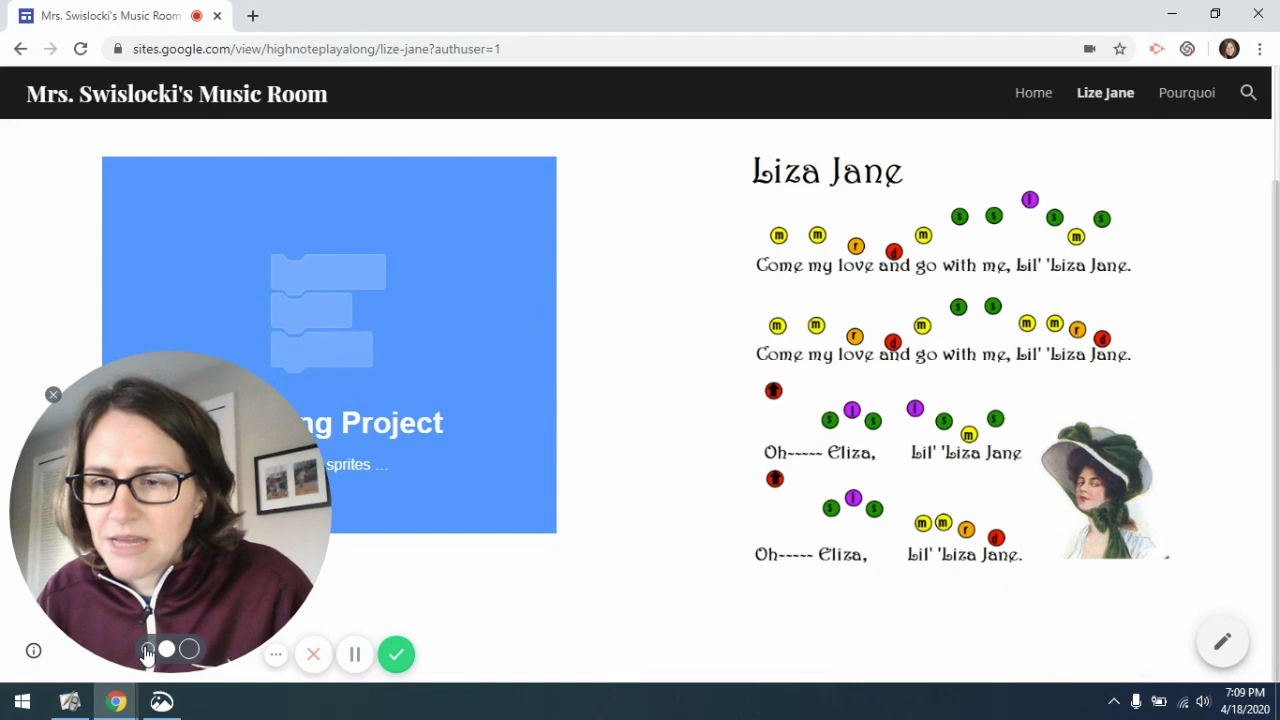 Mrs. Swislocki's Music Room
sites.google.com/view/highnoteplayalong/lize-jane?authuser=1
Mrs. Swislocki's Music Room
Home
Lize Jane
Pourquoi
Liza Jane
m m r d m s s l s m s
Come my love and go with me, Lil' 'Liza Jane.
m m r d m s s m m r d
Come my love and go with me, Lil' 'Liza Jane.
s l s l s m s
Oh----- Eliza, Lil' 'Liza Jane
s l s m m r d
Oh----- Eliza, Lil' 'Liza Jane.
ng Project
sprites ...
7:09 PM
4/18/2020